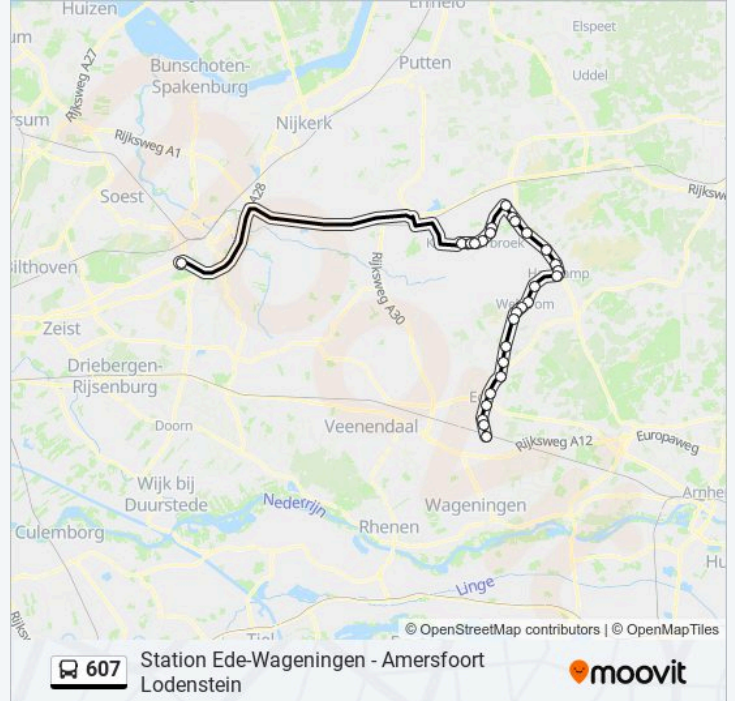 Huizen
Ermelo
Elspeet
Rijksweg A27
Bunschoten-
Spakenburg
Putten
Uddel
Nijkerk
Rijksweg A1
Soest
A28
Bilthoven
Rijksweg A30
Zeist
Driebergen-
Rijsenburg
Doorn
Veenendaal
Rijksweg A12
Europaweg
Wijk bij
Duurstede
Nederrijn
Wageningen
Rhenen
Culemborg
Linge
Tiel
© OpenStreetMap contributors | © OpenMapTiles
607
Station Ede-Wageningen - Amersfoort
Lodenstein
moovit